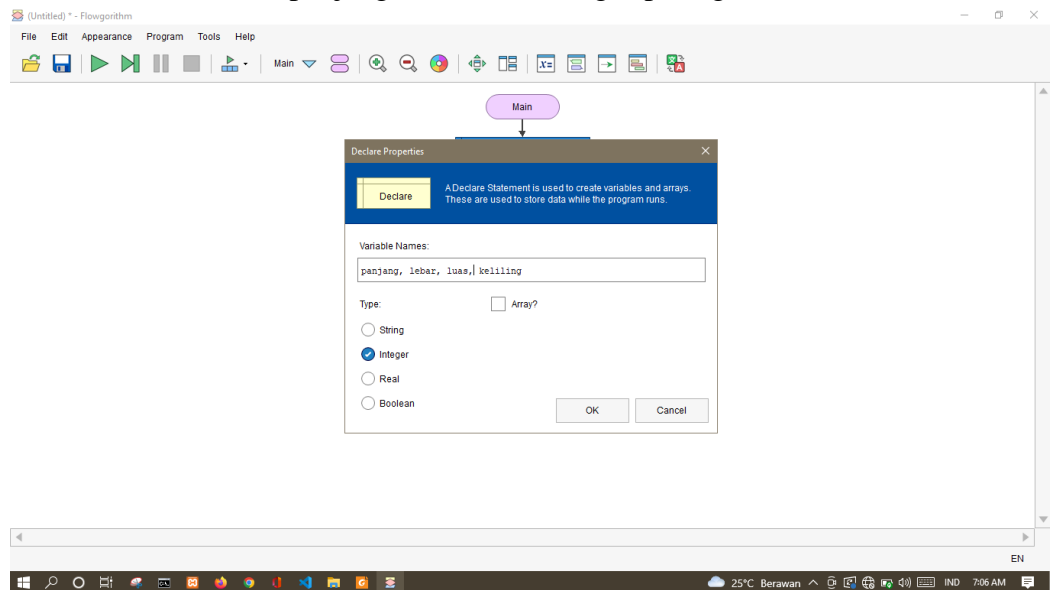 (Untitled) * - Flowgorithm
File Edit Appearance Program Tools Help
Main
x=
Main
Declare Properties
Declare
A Declare Statement is used to create variables and arrays.
These are used to store data while the program runs.
Variable Names:
panjang, lebar, luas, keliling
Type:
Array?
String
Integer
Real
Boolean
OK Cancel
EN
25°C Berawan IND 7:06 AM